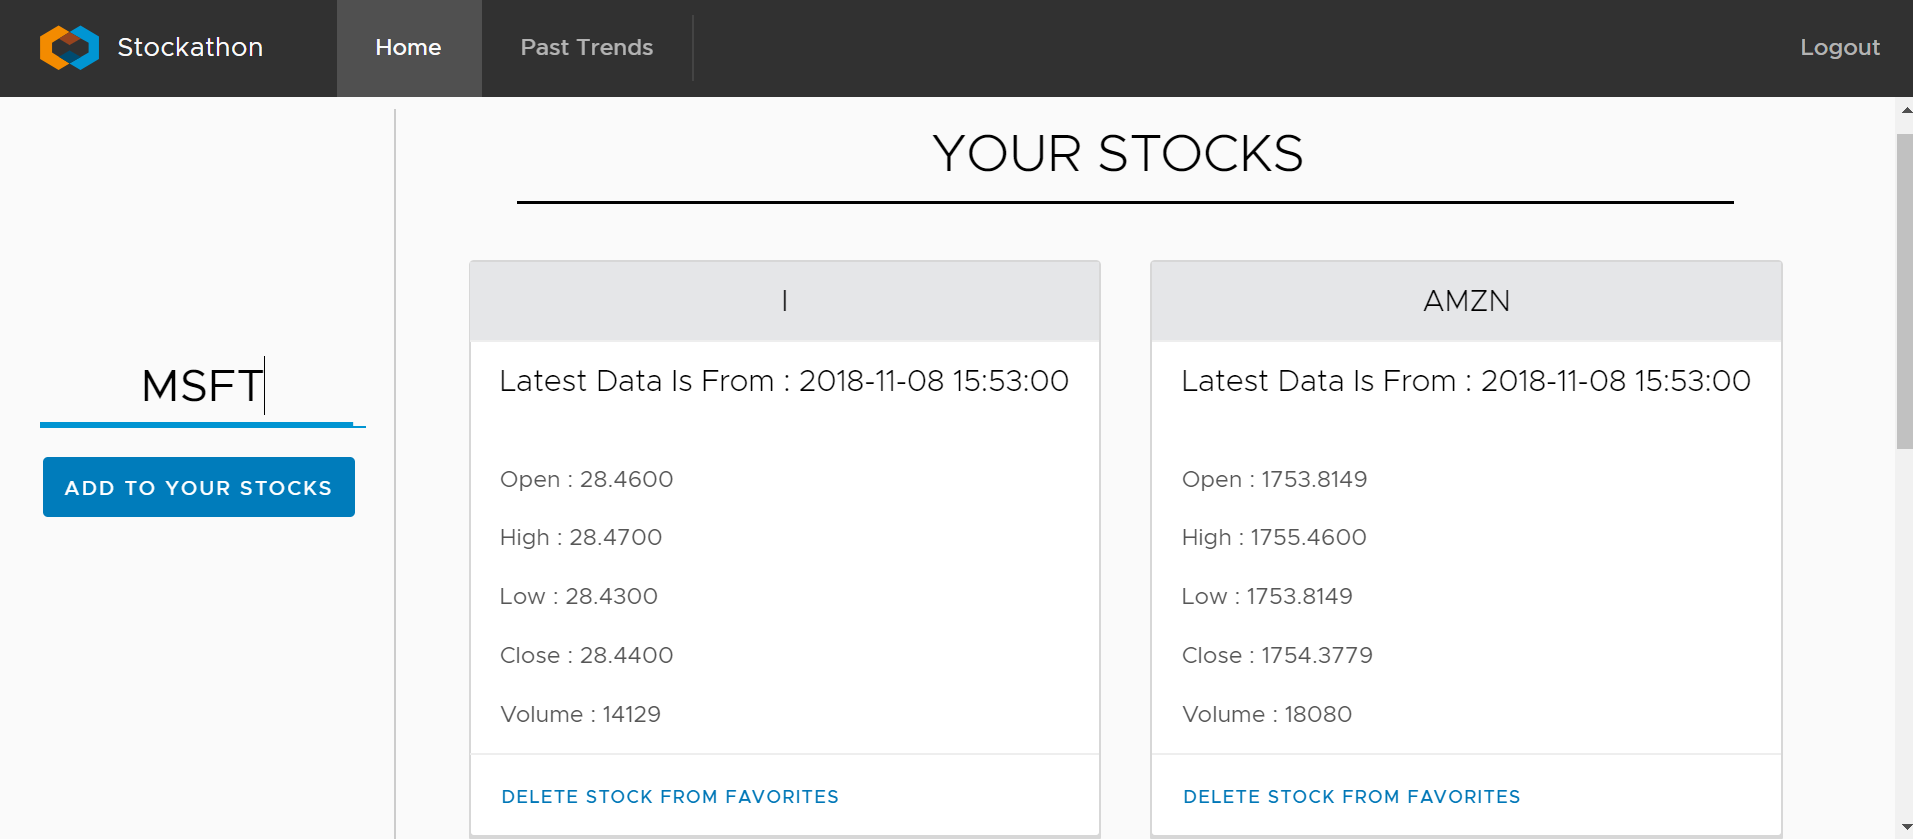 Stockathon
Home
Past Trends
Logout
MSFT
ADD TO YOUR STOCKS
YOUR STOCKS
I
Latest Data Is From : 2018-11-08 15:53:00
Open : 28.4600
High : 28.4700
Low : 28.4300
Close : 28.4400
Volume : 14129
DELETE STOCK FROM FAVORITES
AMZN
Latest Data Is From : 2018-11-08 15:53:00
Open : 1753.8149
High : 1755.4600
Low : 1753.8149
Close : 1754.3779
Volume : 18080
DELETE STOCK FROM FAVORITES